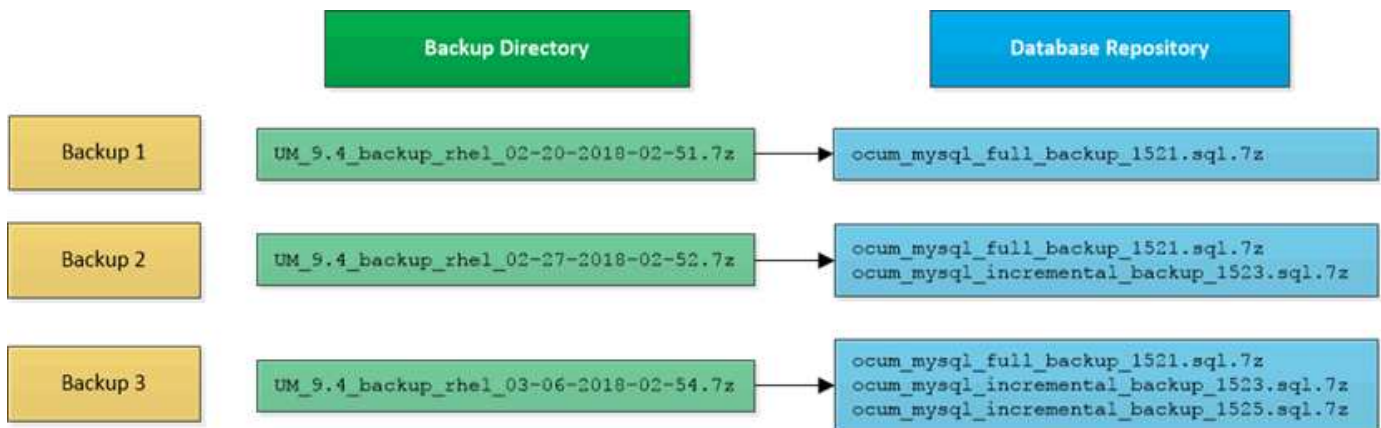 Backup Directory
Database Repository
Backup 1
UM_9.4_backup_rhel_02-20-2018-02-51.7z
ocum_mysql_full_backup_1521.sql.7z
Backup 2
UM_9.4_backup_rhel_02-27-2018-02-52.7z
ocum_mysql_full_backup_1521.sql.7z
ocum_mysql_incremental_backup_1523.sql.7z
Backup 3
UM_9.4_backup_rhel_03-06-2018-02-54.7z
ocum_mysql_full_backup_1521.sql.7z
ocum_mysql_incremental_backup_1523.sql.7z
ocum_mysql_incremental_backup_1525.sql.7z